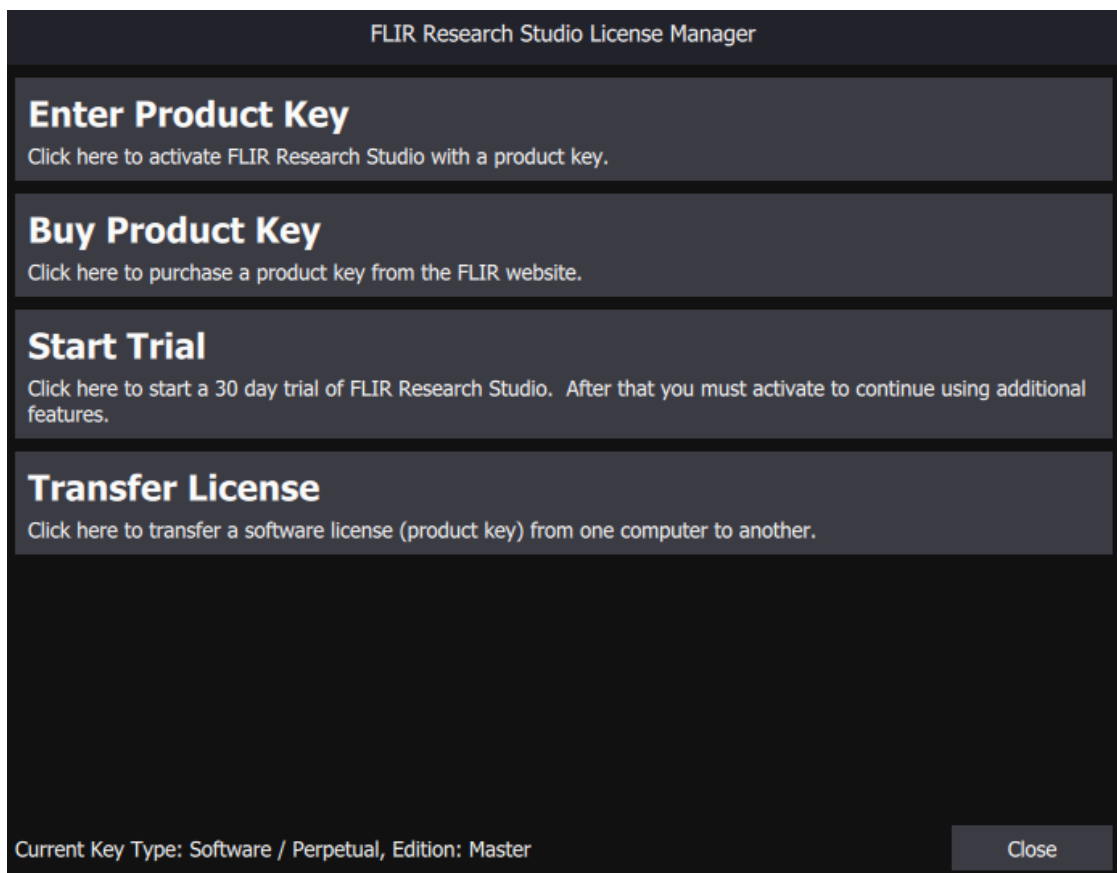 FLIR Research Studio License Manager
Enter Product Key
Click here to activate FLIR Research Studio with a product key.
Buy Product Key
Click here to purchase a product key from the FLIR website.
Start Trial
Click here to start a 30 day trial of FLIR Research Studio.  After that you must activate to continue using additional
features.
Transfer License
Click here to transfer a software license (product key) from one computer to another.
Current Key Type: Software / Perpetual, Edition: Master
Close